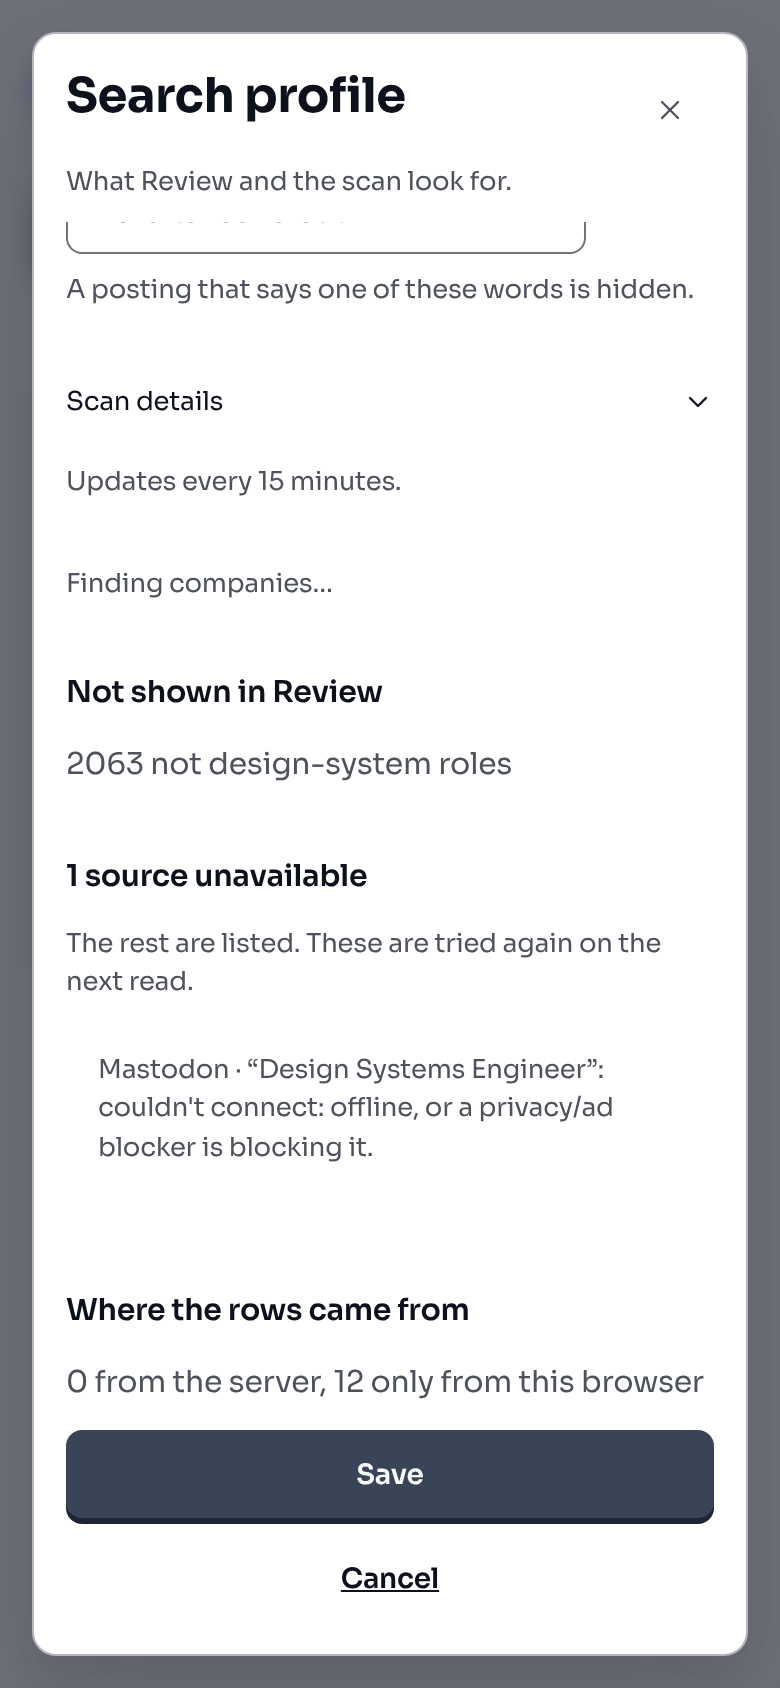 Search profile
What Review and the scan look for.
A posting that says one of these words is hidden.
Scan details
Updates every 15 minutes.
Finding companies...
Not shown in Review
2063 not design-system roles
1 source unavailable
The rest are listed. These are tried again on the
next read.
Mastodon · “Design Systems Engineer”:
couldn't connect: offline, or a privacy/ad
blocker is blocking it.
Where the rows came from
0 from the server, 12 only from this browser
Save
Cancel